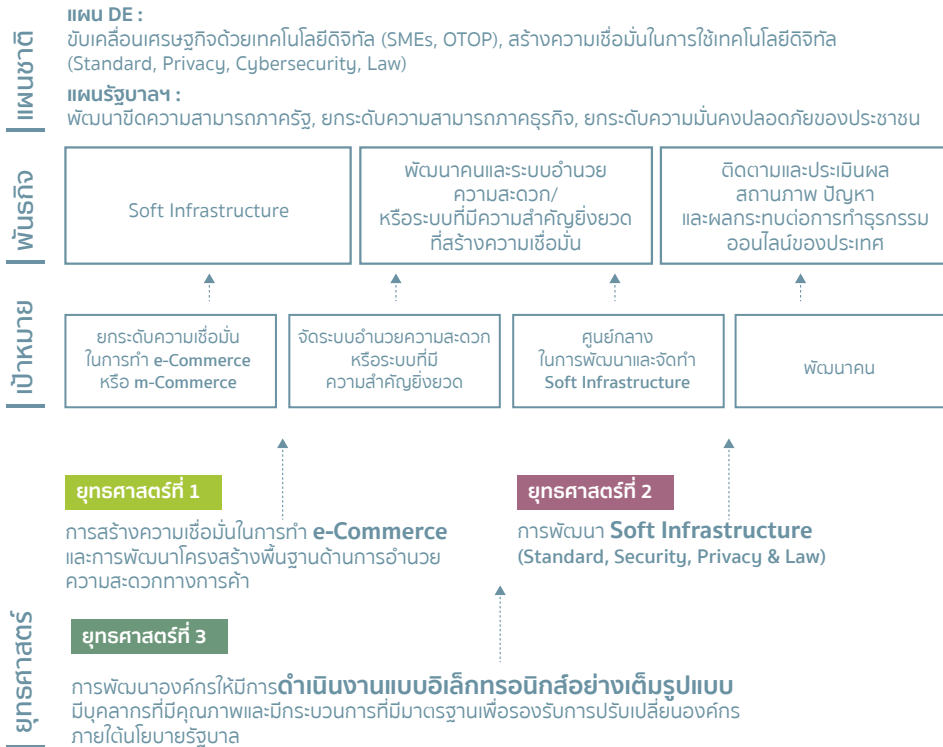 แผนชาติ
แผน DE :
ขับเคลื่อนเศรษฐกิจด้วยเทคโนโลยีดิจิทัล (SMEs, OTOP), สร้างความเชื่อมั่นในการใช้เทคโนโลยีดิจิทัล
(Standard, Privacy, Cybersecurity, Law)
แผนรัฐบาลฯ :
พัฒนาขีดความสามารถภาครัฐ, ยกระดับความสามารถภาคธุรกิจ, ยกระดับความมั่นคงปลอดภัยของประชาชน
พันธกิจ
Soft Infrastructure
พัฒนาคนและระบบอำนวย
ความสะดวก/
หรือระบบที่มีความสำคัญยิ่งยวด
ที่สร้างความเชื่อมั่น
ติดตามและประเมินผล
สถานภาพ ปัญหา
และผลกระทบต่อการทำธุรกรรม
ออนไลน์ของประเทศ
เป้าหมาย
ยกระดับความเชื่อมั่น
ในการทำ e-Commerce
หรือ m-Commerce
จัดระบบอำนวยความสะดวก
หรือระบบที่มี
ความสำคัญยิ่งยวด
ศูนย์กลาง
ในการพัฒนาและจัดทำ
Soft Infrastructure
พัฒนาคน
ยุทธศาสตร์
ยุทธศาสตร์ที่ 1
การสร้างความเชื่อมั่นในการทำ e-Commerce
และการพัฒนาโครงสร้างพื้นฐานด้านการอำนวย
ความสะดวกทางการค้า
ยุทธศาสตร์ที่ 2
การพัฒนา Soft Infrastructure
(Standard, Security, Privacy & Law)
ยุทธศาสตร์ที่ 3
การพัฒนาองค์กรให้มีการดำเนินงานแบบอิเล็กทรอนิกส์อย่างเต็มรูปแบบ
มีบุคลากรที่มีคุณภาพและมีกระบวนการที่มีมาตรฐานเพื่อรองรับการปรับเปลี่ยนองค์กร
ภายใต้นโยบายรัฐบาล